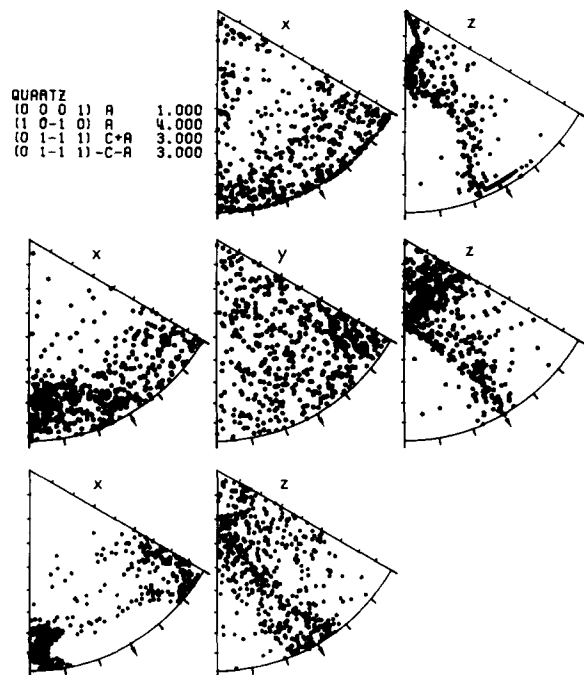 x z
QUARTZ
(0 0 0 1) A 1.000
(1 0-1 0) A 4.000
(0 1-1 1) C+A 3.000
(0 1-1 1)-C-A 3.000
x y z
x z